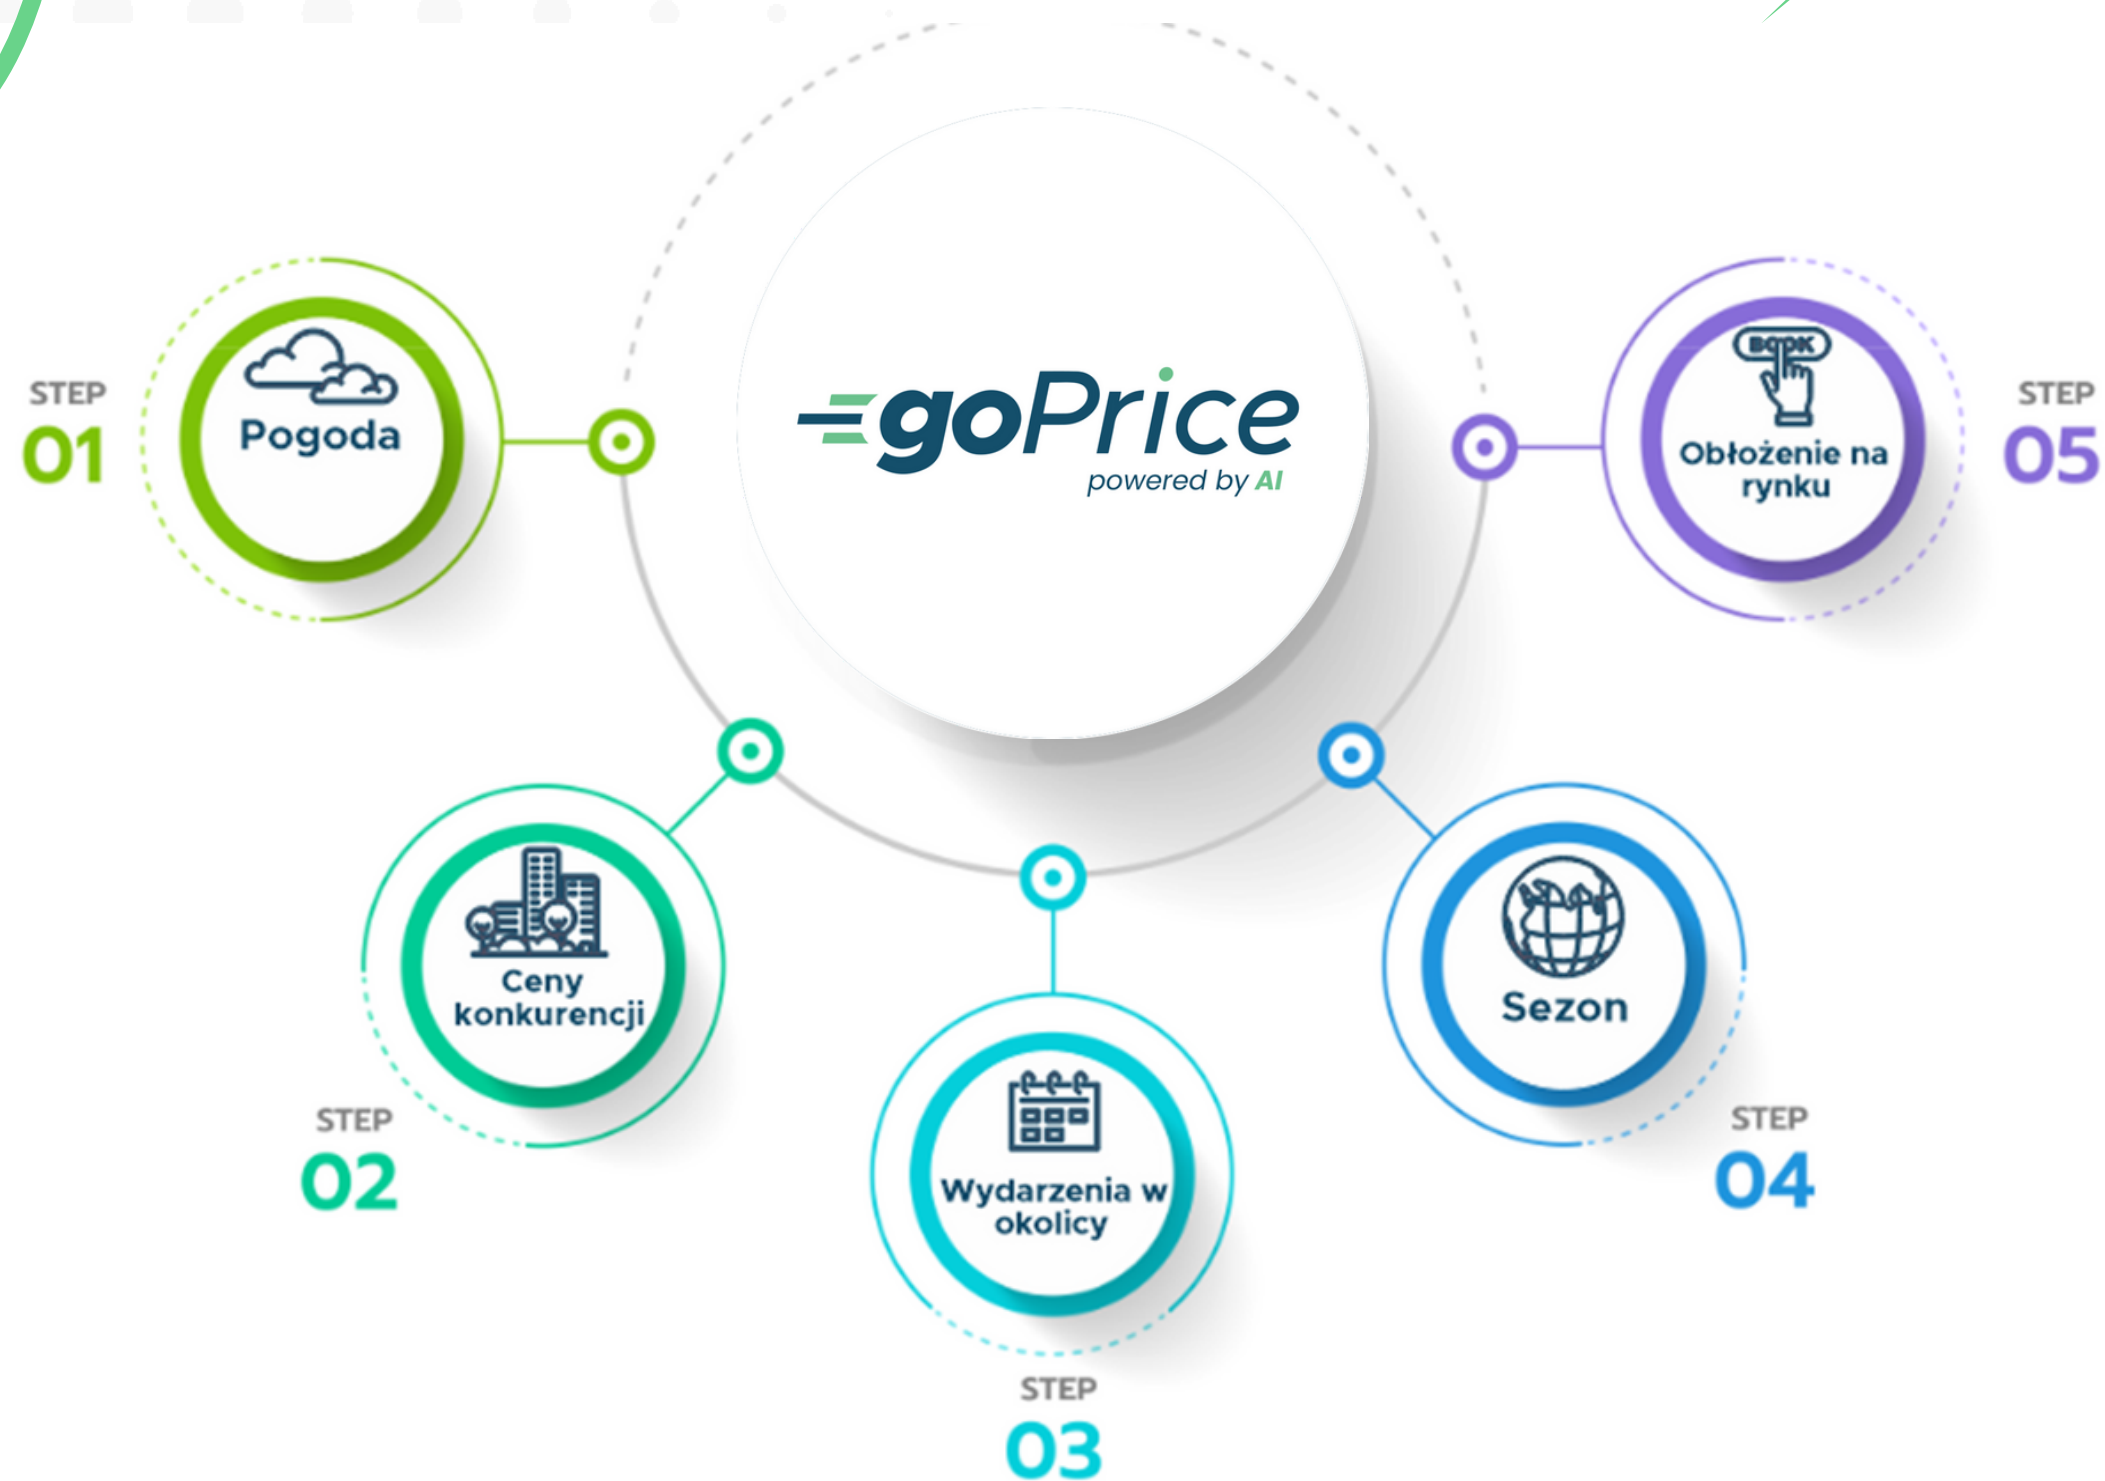 goPrice
powered by AI
STEP
01
Pogoda
STEP
02
Ceny
konkurencji
STEP
03
Wydarzenia w
okolicy
STEP
04
Sezon
STEP
05
BOOK
Obłożenie na
rynku